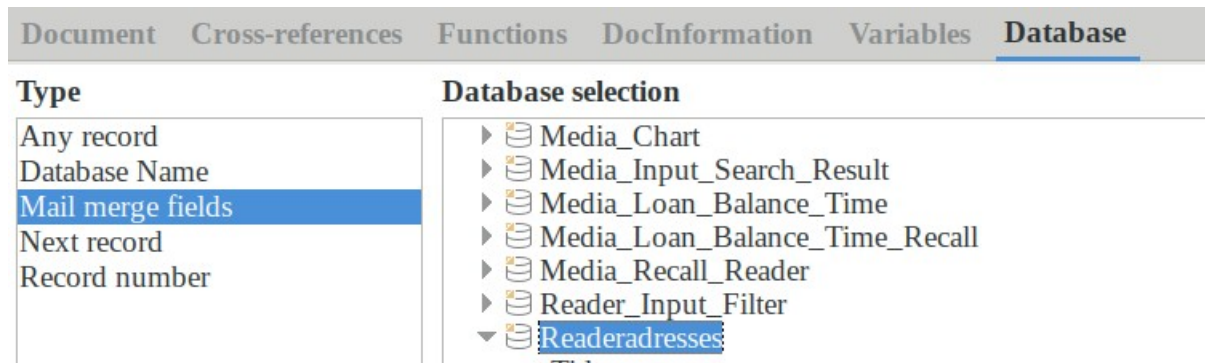 Document Cross-references Functions DocInformation Variables Database
Type
Any record
Database Name
Mail merge fields
Next record
Record number
Database selection
Media_Chart
Media_Input_Search_Result
Media_Loan_Balance_Time
Media_Loan_Balance_Time_Recall
Media_Recall_Reader
Reader_Input_Filter
Readeradresses